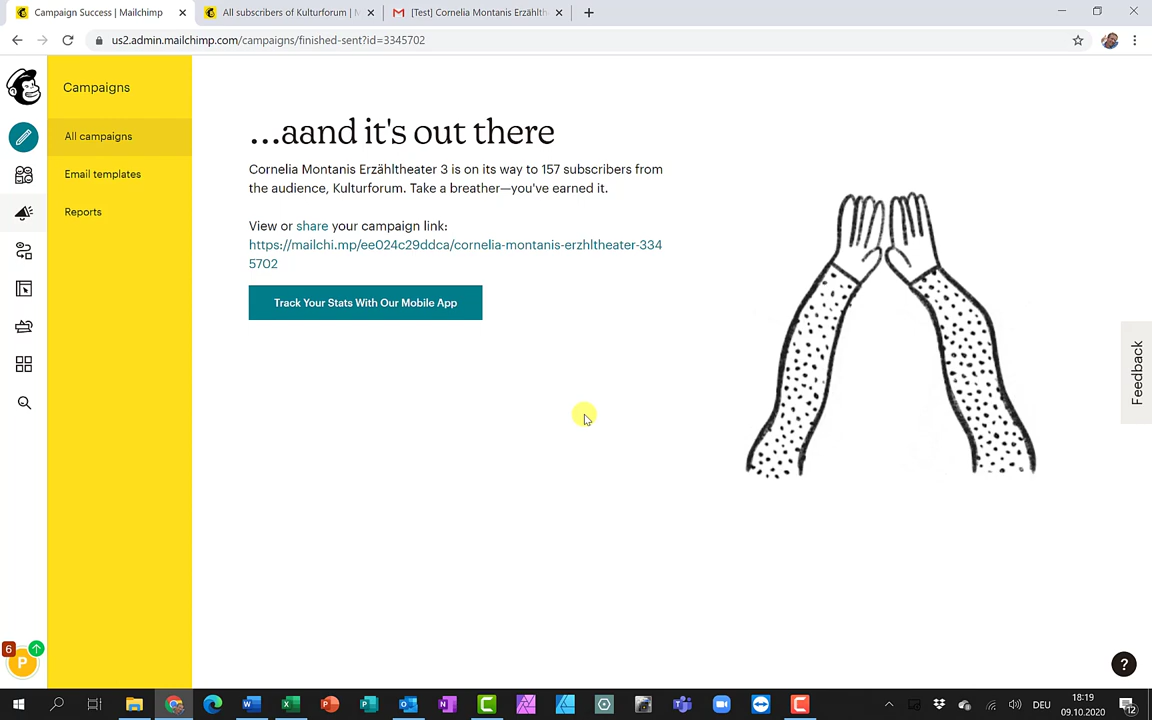 Campaign Success | Mailchimp
All subscribers of Kulturforum | M
[Test] Cornelia Montanis Erzählth
us2.admin.mailchimp.com/campaigns/finished-sent?id=3345702
Campaigns
All campaigns
Email templates
Reports
...aand it's out there
Cornelia Montanis Erzähltheater 3 is on its way to 157 subscribers from
the audience, Kulturforum. Take a breather—you've earned it.
View or share your campaign link:
https://mailchi.mp/ee024c29ddca/cornelia-montanis-erzhltheater-334
5702
Track Your Stats With Our Mobile App
Feedback
6
P
?
DEU
18:19
09.10.2020
12